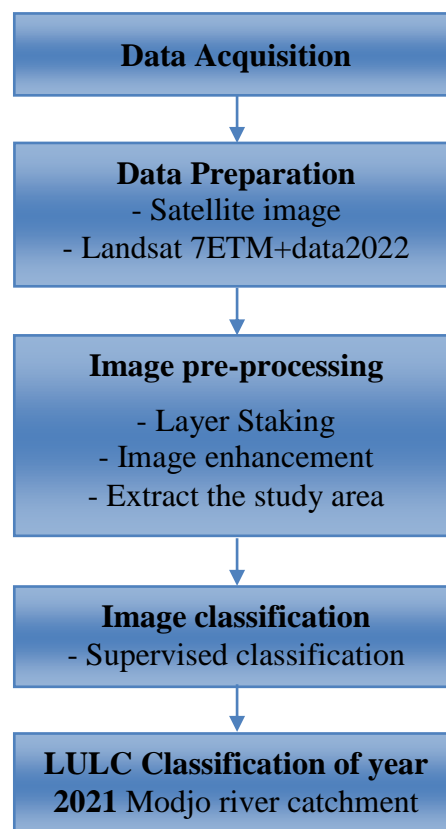 Data Acquisition
Data Preparation
- Satellite image
- Landsat 7ETM+data2022
Image pre-processing
- Layer Staking
- Image enhancement
- Extract the study area
Image classification
- Supervised classification
LULC Classification of year
2021 Modjo river catchment